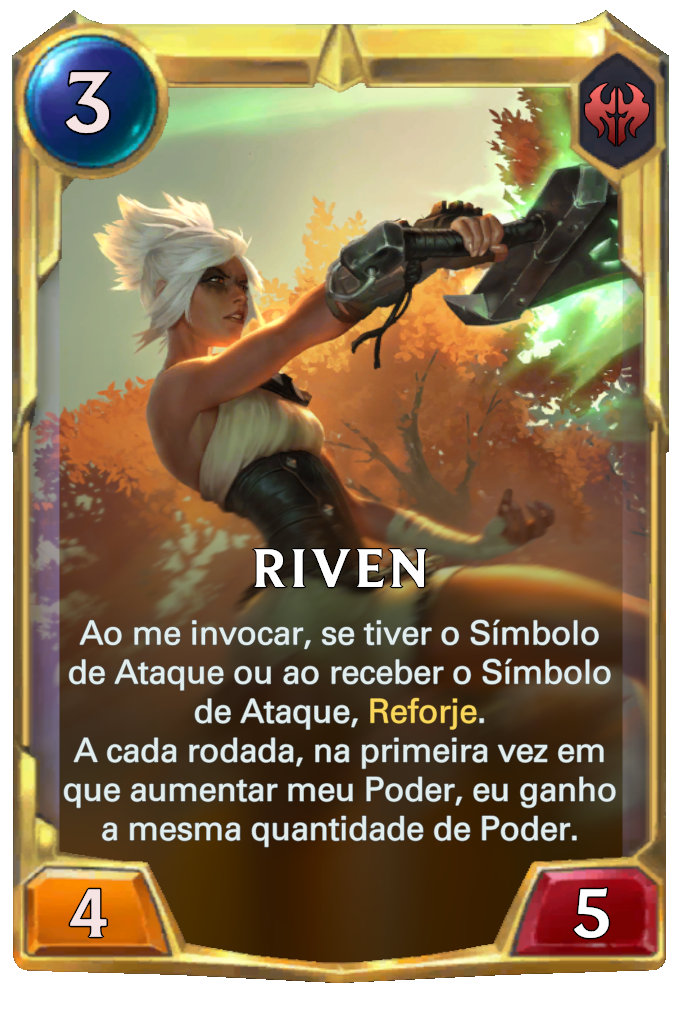 3
RIVEN
Ao me invocar, se tiver o Símbolo
de Ataque ou ao receber o Símbolo
de Ataque, Reforje.
A cada rodada, na primeira vez em
que aumentar meu Poder, eu ganho
a mesma quantidade de Poder.
4
5